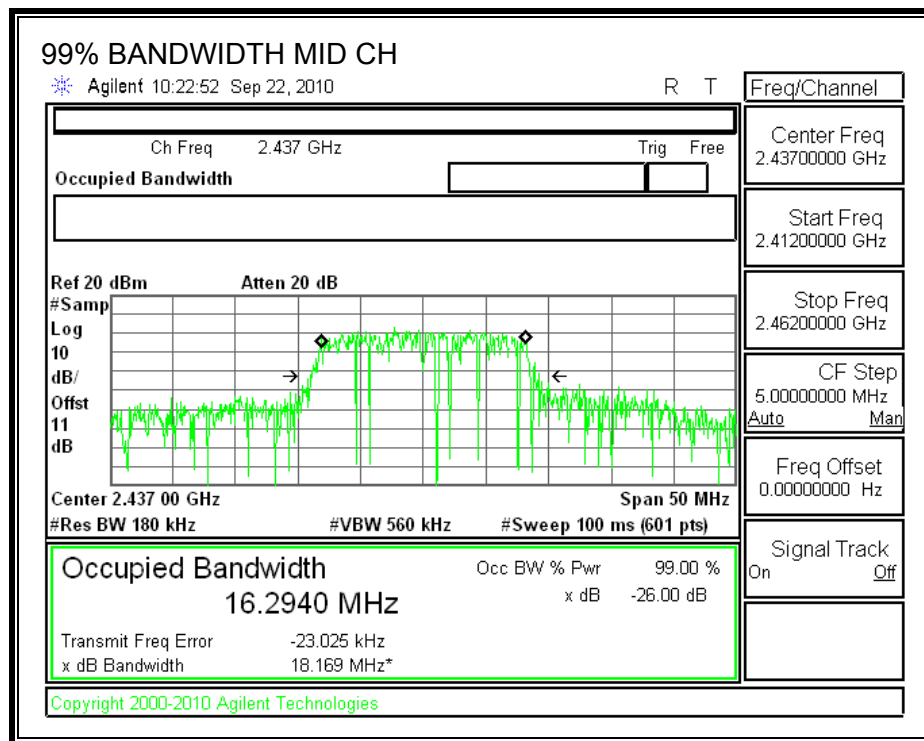 99% BANDWIDTH MID CH
Agilent 10:22:52 Sep 22, 2010 R T
Freq/Channel
Ch Freq 2.437 GHz Trig Free
Occupied Bandwidth
Center Freq
2.43700000 GHz
Start Freq
2.41200000 GHz
Stop Freq
2.46200000 GHz
CF Step
5.00000000 MHz
Auto Man
Freq Offset
0.00000000 Hz
Signal Track
On Off
Ref 20 dBm Atten 20 dB
#Samp
Log
10
dB/
Offst
11
dB
Center 2.437 00 GHz Span 50 MHz
#Res BW 180 kHz #VBW 560 kHz #Sweep 100 ms (601 pts)
Occupied Bandwidth Occ BW % Pwr 99.00 %
16.2940 MHz x dB -26.00 dB
Transmit Freq Error -23.025 kHz
x dB Bandwidth 18.169 MHz*
Copyright 2000-2010 Agilent Technologies